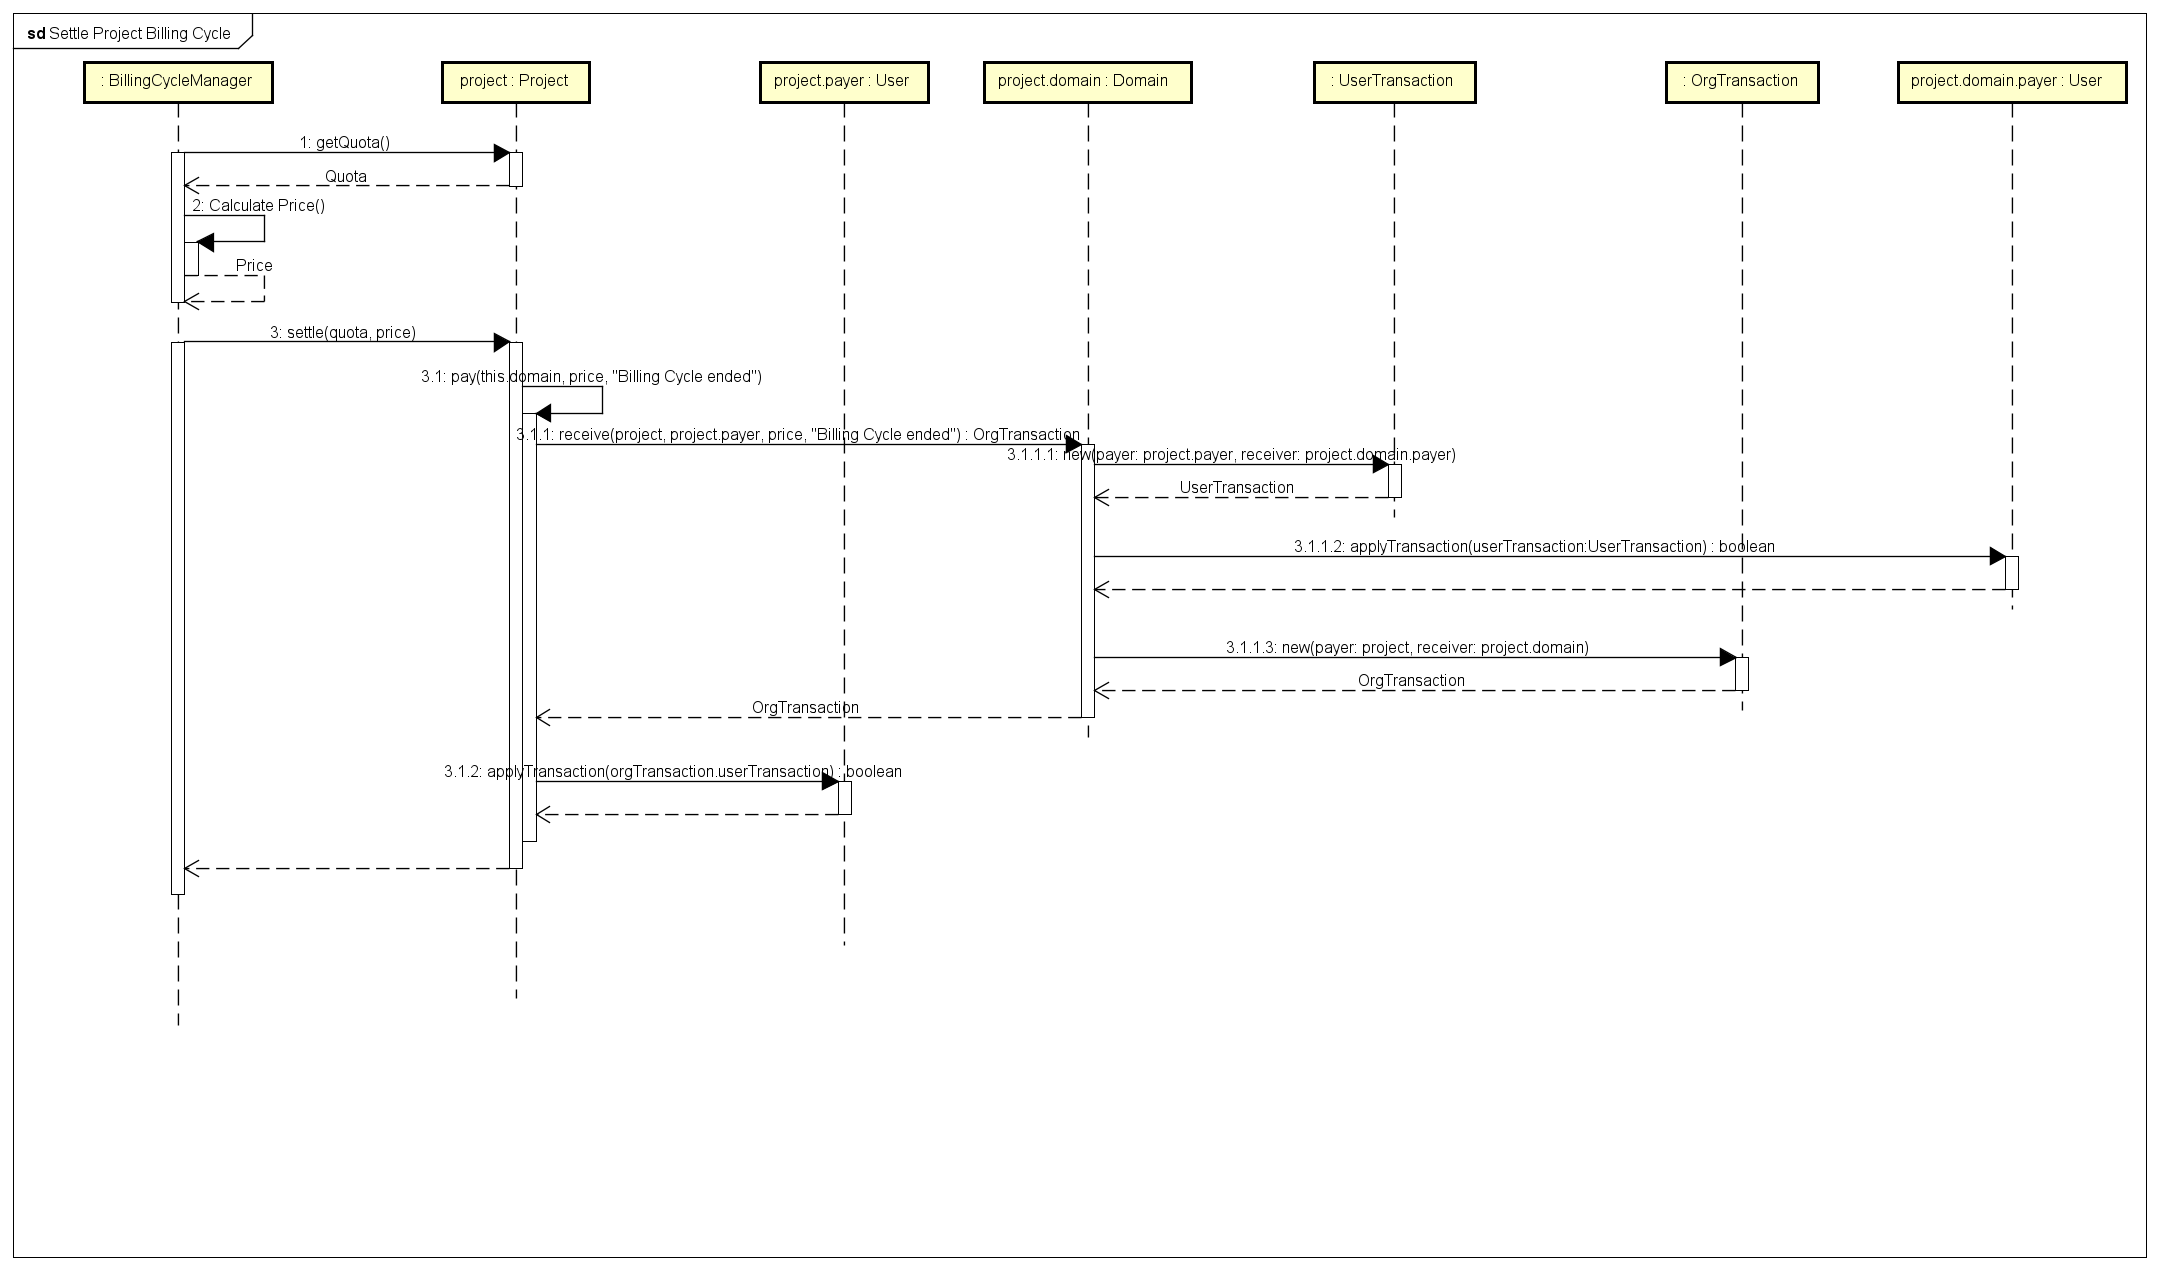 sd Settle Project Billing Cycle
: BillingCycleManager
project : Project
project.payer : User
project.domain : Domain
: UserTransaction
: OrgTransaction
project.domain.payer : User
1: getQuota()
Quota
2: Calculate Price()
Price
3: settle(quota, price)
3.1: pay(this.domain, price, "Billing Cycle ended")
3.1.1: receive(project, project.payer, price, "Billing Cycle ended") : OrgTransaction
3.1.1.1: new(payer: project.payer, receiver: project.domain.payer)
UserTransaction
3.1.1.2: applyTransaction(userTransaction:UserTransaction) : boolean
3.1.1.3: new(payer: project, receiver: project.domain)
OrgTransaction
OrgTransaction
3.1.2: applyTransaction(orgTransaction.userTransaction) : boolean